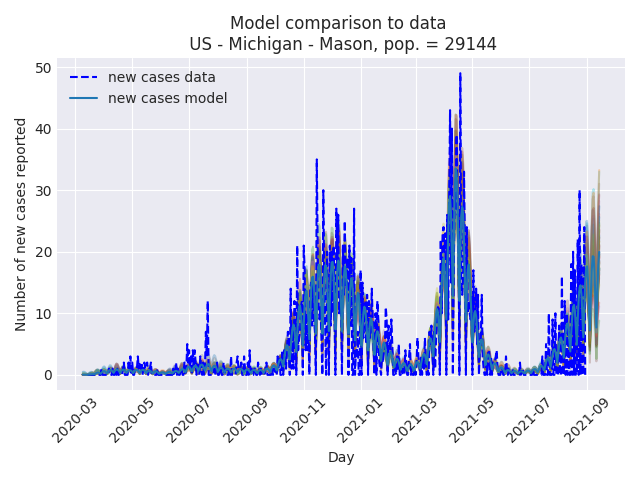 Model comparison to data
US - Michigan - Mason, pop. = 29144
new cases data
new cases model
Number of new cases reported
50
40
30
20
10
0
2020-03
2020-05
2020-07
2020-09
2020-11
2021-01
2021-03
2021-05
2021-07
2021-09
Day